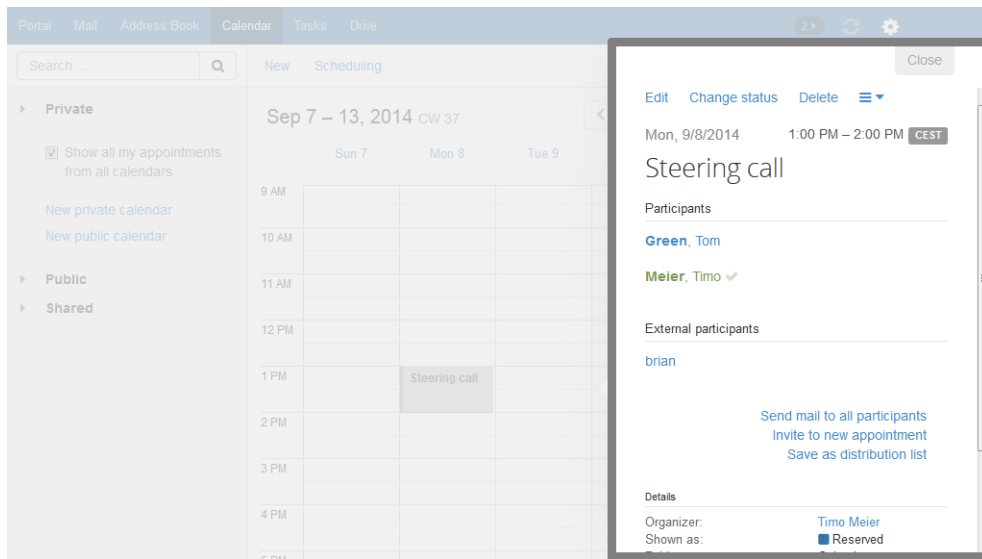 Portal Mail Address Book Calendar Tasks Drive
2
Search...
New Scheduling
Private
Show all my appointments
from all calendars
New private calendar
New public calendar
Public
Shared
Sep 7 – 13, 2014 CW 37
Sun 7 Mon 8 Tue 9
9 AM
10 AM
11 AM
12 PM
1 PM
Steering call
2 PM
3 PM
4 PM
5 PM
Close
Edit Change status Delete
Mon, 9/8/2014 1:00 PM – 2:00 PM CEST
Steering call
Participants
Green, Tom
Meier, Timo
External participants
brian
Send mail to all participants
Invite to new appointment
Save as distribution list
Details
Organizer: Timo Meier
Shown as: Reserved